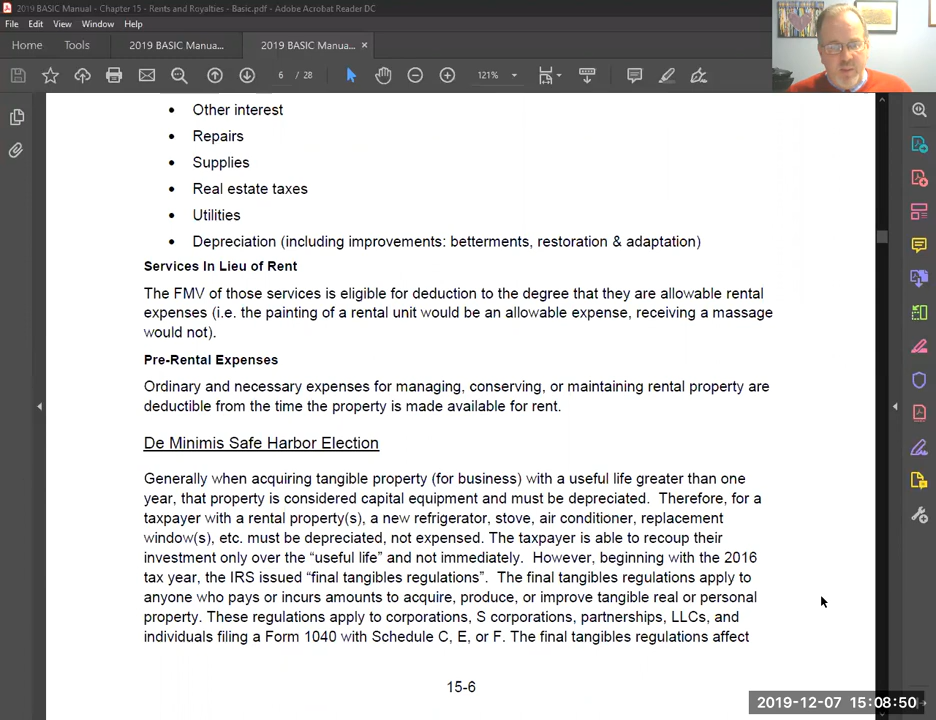 2019 BASIC Manual - Chapter 15 - Rents and Royalties - Basic.pdf - Adobe Acrobat Reader DC
File Edit View Window Help
Home Tools 2019 BASIC Manua... 2019 BASIC Manua... ×
6 / 28 121%
• Other interest
• Repairs
• Supplies
• Real estate taxes
• Utilities
• Depreciation (including improvements: betterments, restoration & adaptation)
Services In Lieu of Rent
The FMV of those services is eligible for deduction to the degree that they are allowable rental
expenses (i.e. the painting of a rental unit would be an allowable expense, receiving a massage
would not).
Pre-Rental Expenses
Ordinary and necessary expenses for managing, conserving, or maintaining rental property are
deductible from the time the property is made available for rent.
De Minimis Safe Harbor Election
Generally when acquiring tangible property (for business) with a useful life greater than one
year, that property is considered capital equipment and must be depreciated. Therefore, for a
taxpayer with a rental property(s), a new refrigerator, stove, air conditioner, replacement
window(s), etc. must be depreciated, not expensed. The taxpayer is able to recoup their
investment only over the “useful life” and not immediately. However, beginning with the 2016
tax year, the IRS issued “final tangibles regulations”. The final tangibles regulations apply to
anyone who pays or incurs amounts to acquire, produce, or improve tangible real or personal
property. These regulations apply to corporations, S corporations, partnerships, LLCs, and
individuals filing a Form 1040 with Schedule C, E, or F. The final tangibles regulations affect
15-6
2019-12-07 15:08:50